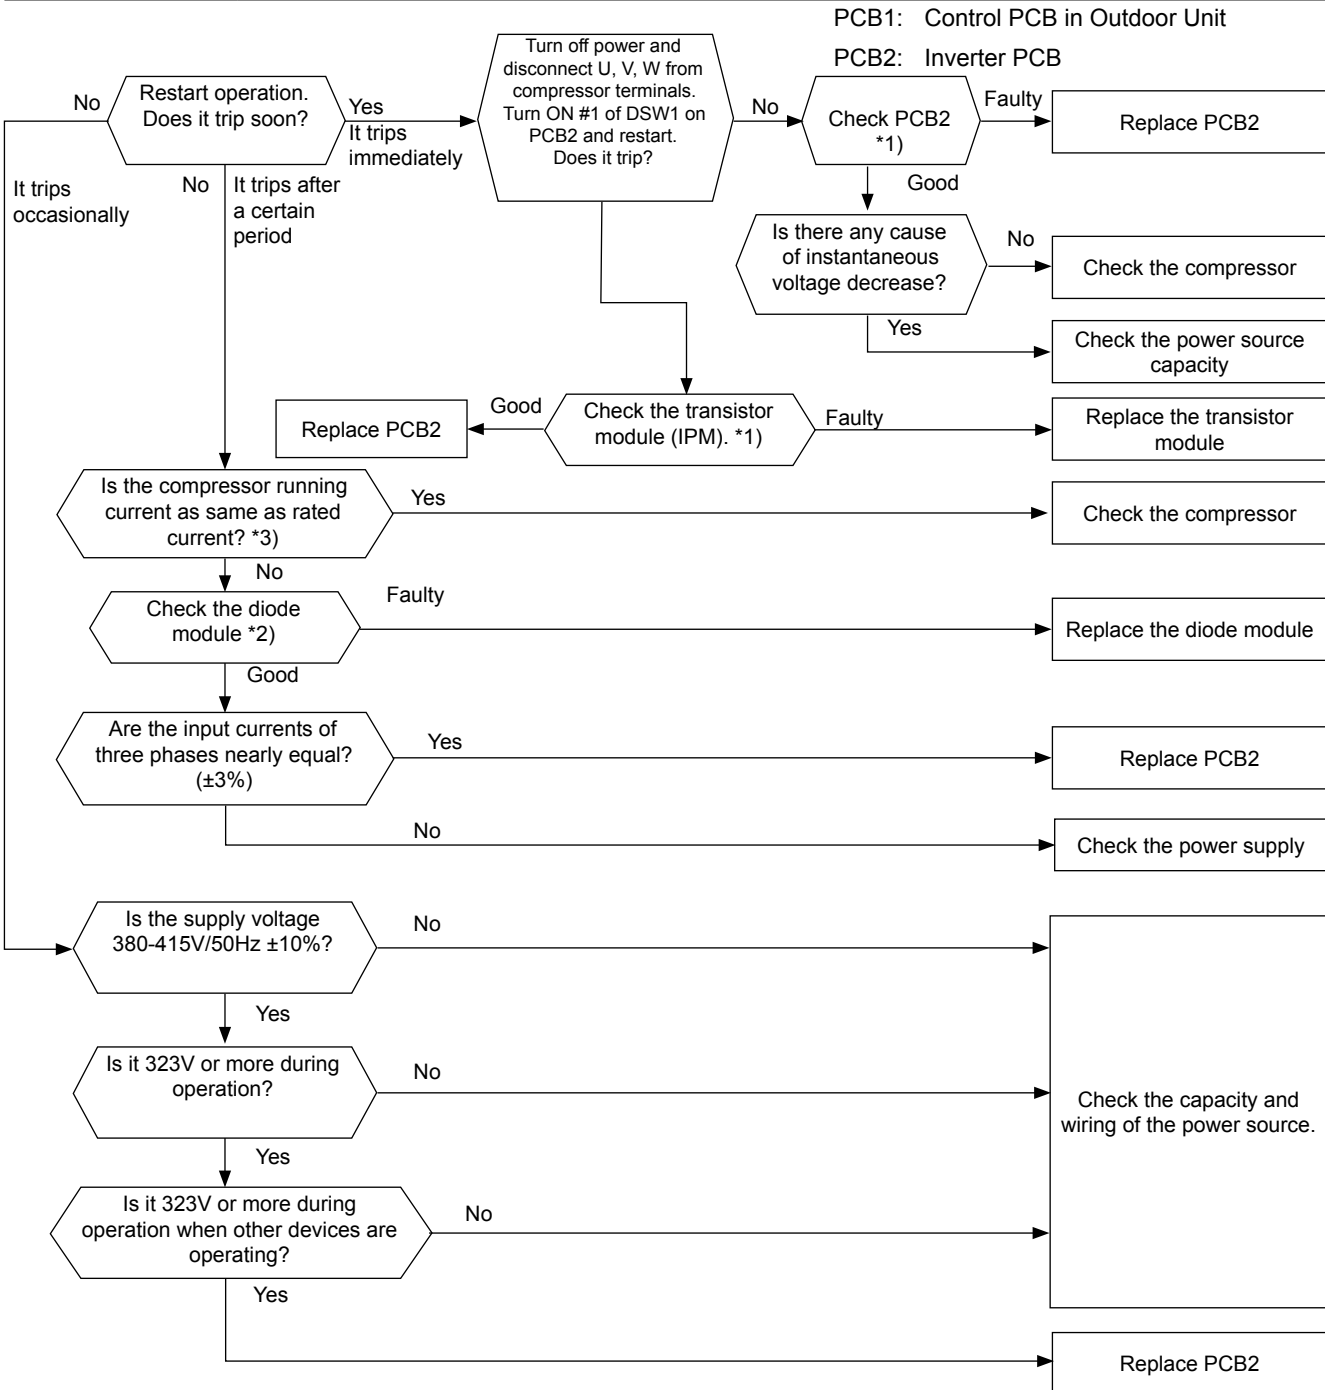 PCB1: Control PCB in Outdoor Unit
PCB2: Inverter PCB
Restart operation.
Does it trip soon?
No
Yes
It trips
immediately
It trips
occasionally
No
It trips after
a certain
period
Turn off power and
disconnect U, V, W from
compressor terminals.
Turn ON #1 of DSW1 on
PCB2 and restart.
Does it trip?
No
Check PCB2
*1)
Faulty
Replace PCB2
Good
Is there any cause
of instantaneous
voltage decrease?
No
Check the compressor
Yes
Check the power source
capacity
Replace PCB2
Good
Check the transistor
module (IPM). *1)
Faulty
Replace the transistor
module
Is the compressor running
current as same as rated
current? *3)
Yes
Check the compressor
No
Check the diode
module *2)
Faulty
Replace the diode module
Good
Are the input currents of
three phases nearly equal?
(±3%)
Yes
Replace PCB2
No
Check the power supply
Is the supply voltage
380-415V/50Hz ±10%?
No
Yes
Is it 323V or more during
operation?
No
Check the capacity and
wiring of the power source.
Yes
Is it 323V or more during
operation when other devices are
operating?
No
Yes
Replace PCB2